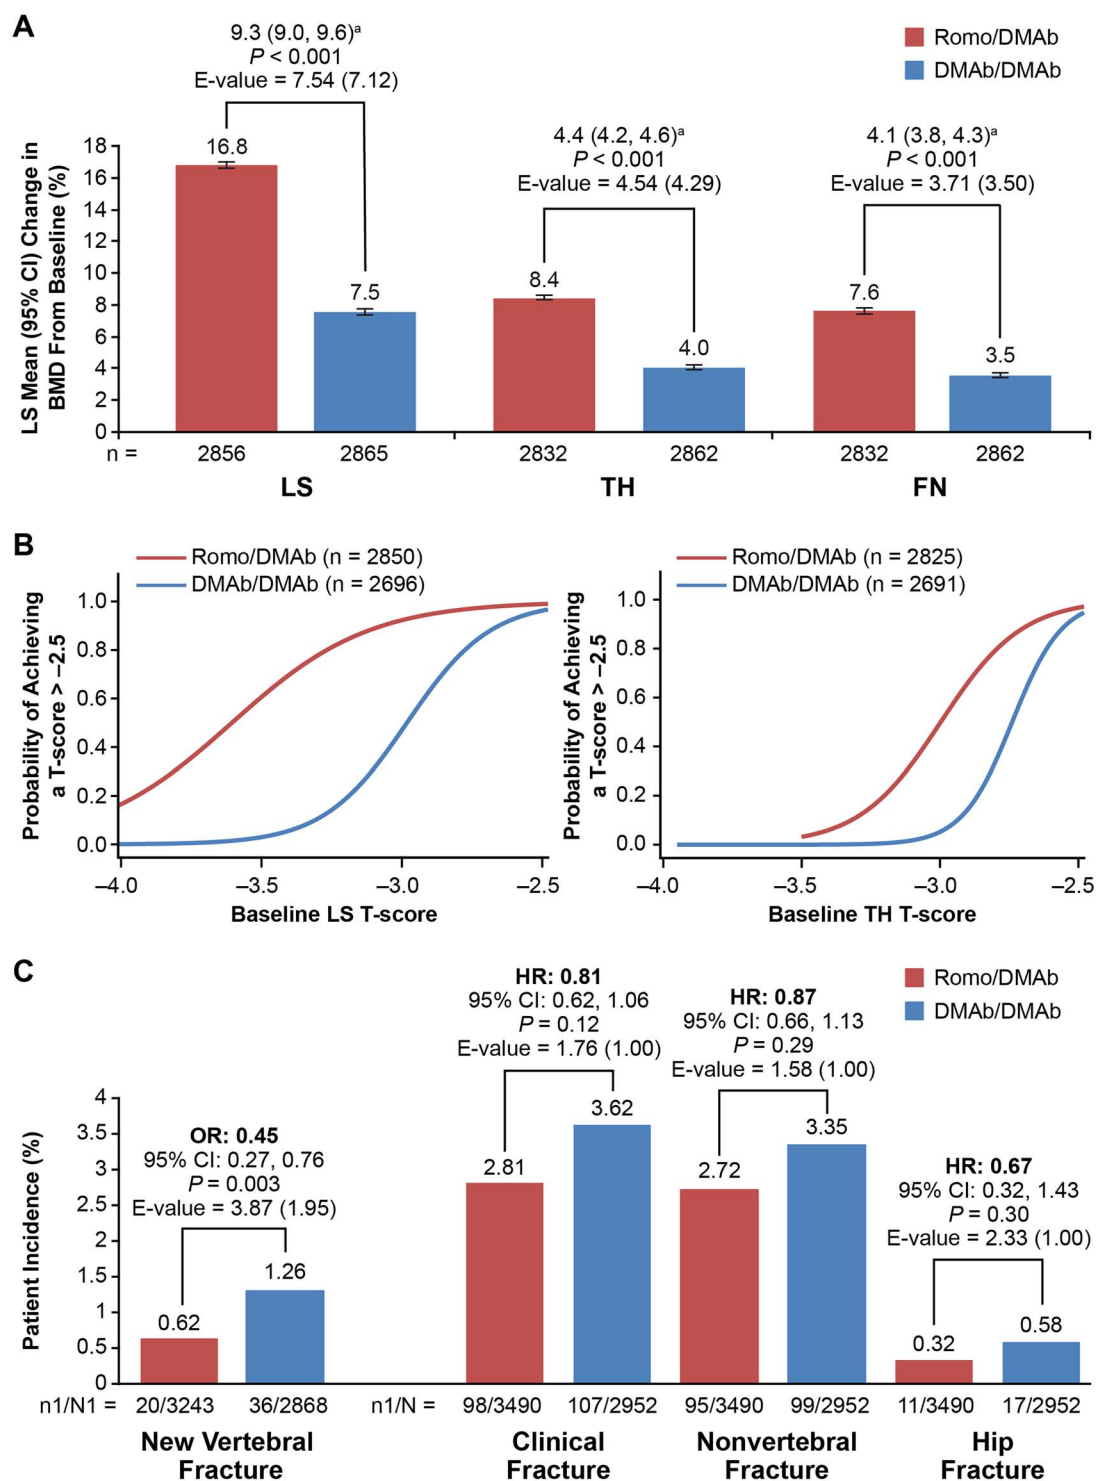 A
9.3 (9.0, 9.6)ᵃ
P < 0.001
E-value = 7.54 (7.12)
Romo/DMAb
DMAb/DMAb
4.4 (4.2, 4.6)ᵃ
P < 0.001
E-value = 4.54 (4.29)
4.1 (3.8, 4.3)ᵃ
P < 0.001
E-value = 3.71 (3.50)
LS Mean (95% CI) Change in
BMD From Baseline (%)
18
16
14
12
10
8
6
4
2
0
16.8
7.5
8.4
4.0
7.6
3.5
n = 2856 2865 2832 2862 2832 2862
LS TH FN
B
Romo/DMAb (n = 2850)
DMAb/DMAb (n = 2696)
Probability of Achieving
a T-score > –2.5
1.0
0.8
0.6
0.4
0.2
0.0
–4.0 –3.5 –3.0 –2.5
Baseline LS T-score
Romo/DMAb (n = 2825)
DMAb/DMAb (n = 2691)
Probability of Achieving
a T-score > –2.5
1.0
0.8
0.6
0.4
0.2
0.0
–4.0 –3.5 –3.0 –2.5
Baseline TH T-score
C
Romo/DMAb
DMAb/DMAb
Patient Incidence (%)
4
3.5
3
2.5
2
1.5
1
0.5
0
OR: 0.45
95% CI: 0.27, 0.76
P = 0.003
E-value = 3.87 (1.95)
0.62
1.26
HR: 0.81
95% CI: 0.62, 1.06
P = 0.12
E-value = 1.76 (1.00)
2.81
3.62
HR: 0.87
95% CI: 0.66, 1.13
P = 0.29
E-value = 1.58 (1.00)
2.72
3.35
HR: 0.67
95% CI: 0.32, 1.43
P = 0.30
E-value = 2.33 (1.00)
0.32
0.58
n1/N1 = 20/3243 36/2868 n1/N = 98/3490 107/2952 95/3490 99/2952 11/3490 17/2952
New Vertebral
Fracture
Clinical
Fracture
Nonvertebral
Fracture
Hip
Fracture